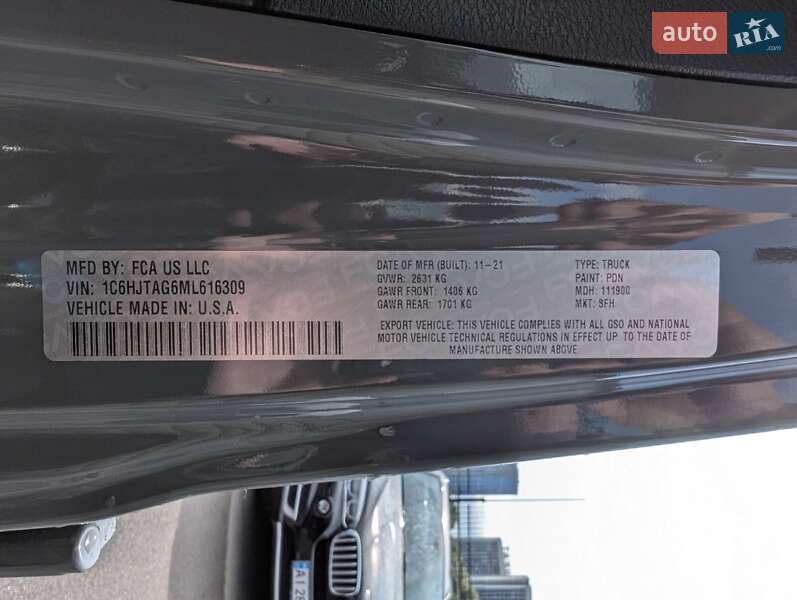 auto RIA
.com
MFD BY: FCA US LLC
VIN: 1C6HJTAG6ML616309
VEHICLE MADE IN: U.S.A.
DATE OF MFR (BUILT): 11-21
GVWR: 2631 KG
GAWR FRONT: 1406 KG
GAWR REAR: 1701 KG
TYPE: TRUCK
PAINT: PDN
MDH: 111900
MKT: SFH
EXPORT VEHICLE: THIS VEHICLE COMPLIES WITH ALL GSO AND NATIONAL
MOTOR VEHICLE TECHNICAL REGULATIONS IN EFFECT UP TO THE DATE OF
MANUFACTURE SHOWN ABOVE